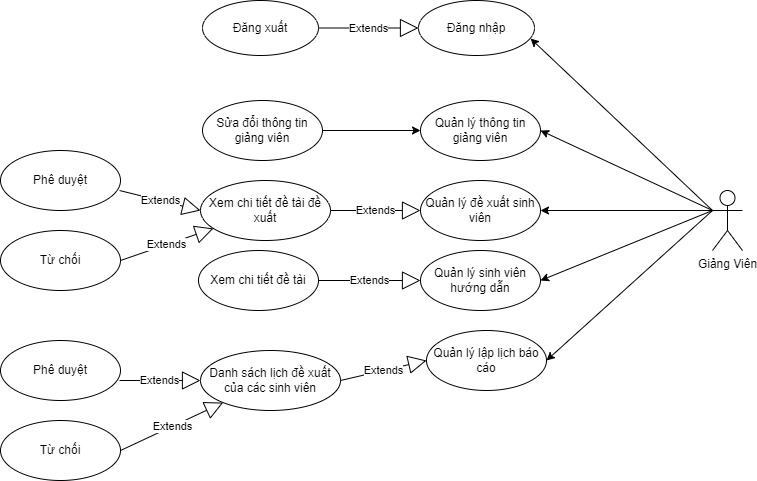 Đăng xuất
Extends
Đăng nhập
Sửa đổi thông tin
giảng viên
Quản lý thông tin
giảng viên
Phê duyệt
Extends
Xem chi tiết đề tài đề
xuất
Extends
Quản lý đề xuất sinh
viên
Từ chối
Extends
Giảng Viên
Xem chi tiết đề tài
Extends
Quản lý sinh viên
hướng dẫn
Phê duyệt
Extends
Danh sách lịch đề xuất
của các sinh viên
Extends
Quản lý lập lịch báo
cáo
Từ chối
Extends